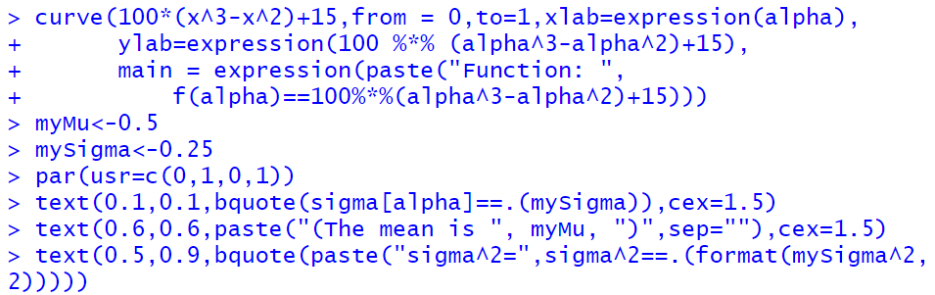 > curve(100*(x^3-x^2)+15,from = 0,to=1,xlab=expression(alpha),
+       ylab=expression(100 %*% (alpha^3-alpha^2)+15),
+       main = expression(paste("Function: ",
+            f(alpha)==100%*%(alpha^3-alpha^2)+15)))
> myMu<-0.5
> mySigma<-0.25
> par(usr=c(0,1,0,1))
> text(0.1,0.1,bquote(sigma[alpha]==.(mySigma)),cex=1.5)
> text(0.6,0.6,paste("(The mean is ", myMu, ")",sep=""),cex=1.5)
> text(0.5,0.9,bquote(paste("sigma^2=",sigma^2==.(format(mySigma^2,
2)))))